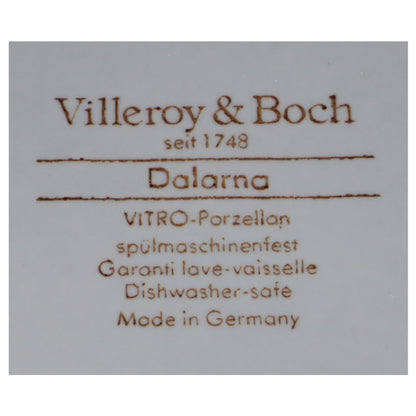 Villeroy & Boch
seit 1748
Dalarna
VITRO-Porzellan
spülmaschinenfest
Garanti lave-vaisselle
Dishwasher-safe
Made in Germany